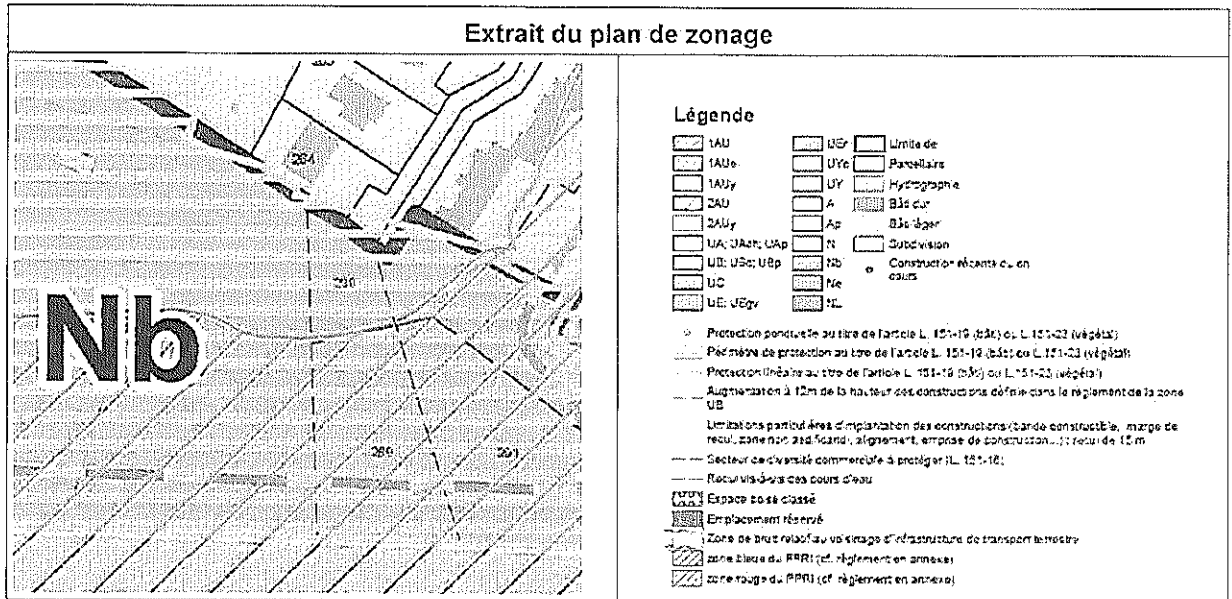 Extrait du plan de zonage
264
290
Nb
289
291
Légende
1AU
1AUe
1AUy
2AU
2AUy
UA; UAzh; UAp
UB; UBc; UBp
UC
UE; UEgv
UEr
UYc
UY
A
Ap
N
Nb
Ne
NL
Limite de
Parcellaire
Hydrographie
Bâti dur
Bâti léger
Subdivision
Construction récente ou en
cours
Protection ponctuelle au titre de l'article L. 151-19 (bâti) ou L.151-23 (végétal)
Périmètre de protection au titre de l'article L. 151-19 (bâti) ou L.151-23 (végétal)
Protection linéaire au titre de l'article L. 151-19 (bâti) ou L.151-23 (végétal)
Augmentation à 12m de la hauteur des constructions définie dans le règlement de la zone
UB
Limitations particulières d'implantation des constructions (bande constructible, marge de
recul, zone non aedificandi, alignement, emprise de construction...) : recul de 15 m
Secteur de diversité commerciale à protéger (L. 151-16)
Recul vis-à-vis des cours d'eau
Espace boisé classé
Emplacement réservé
Zone de bruit relatif au voisinage d'infrastructure de transport terrestre
zone bleue du PPRI (cf. règlement en annexe)
zone rouge du PPRI (cf. règlement en annexe)